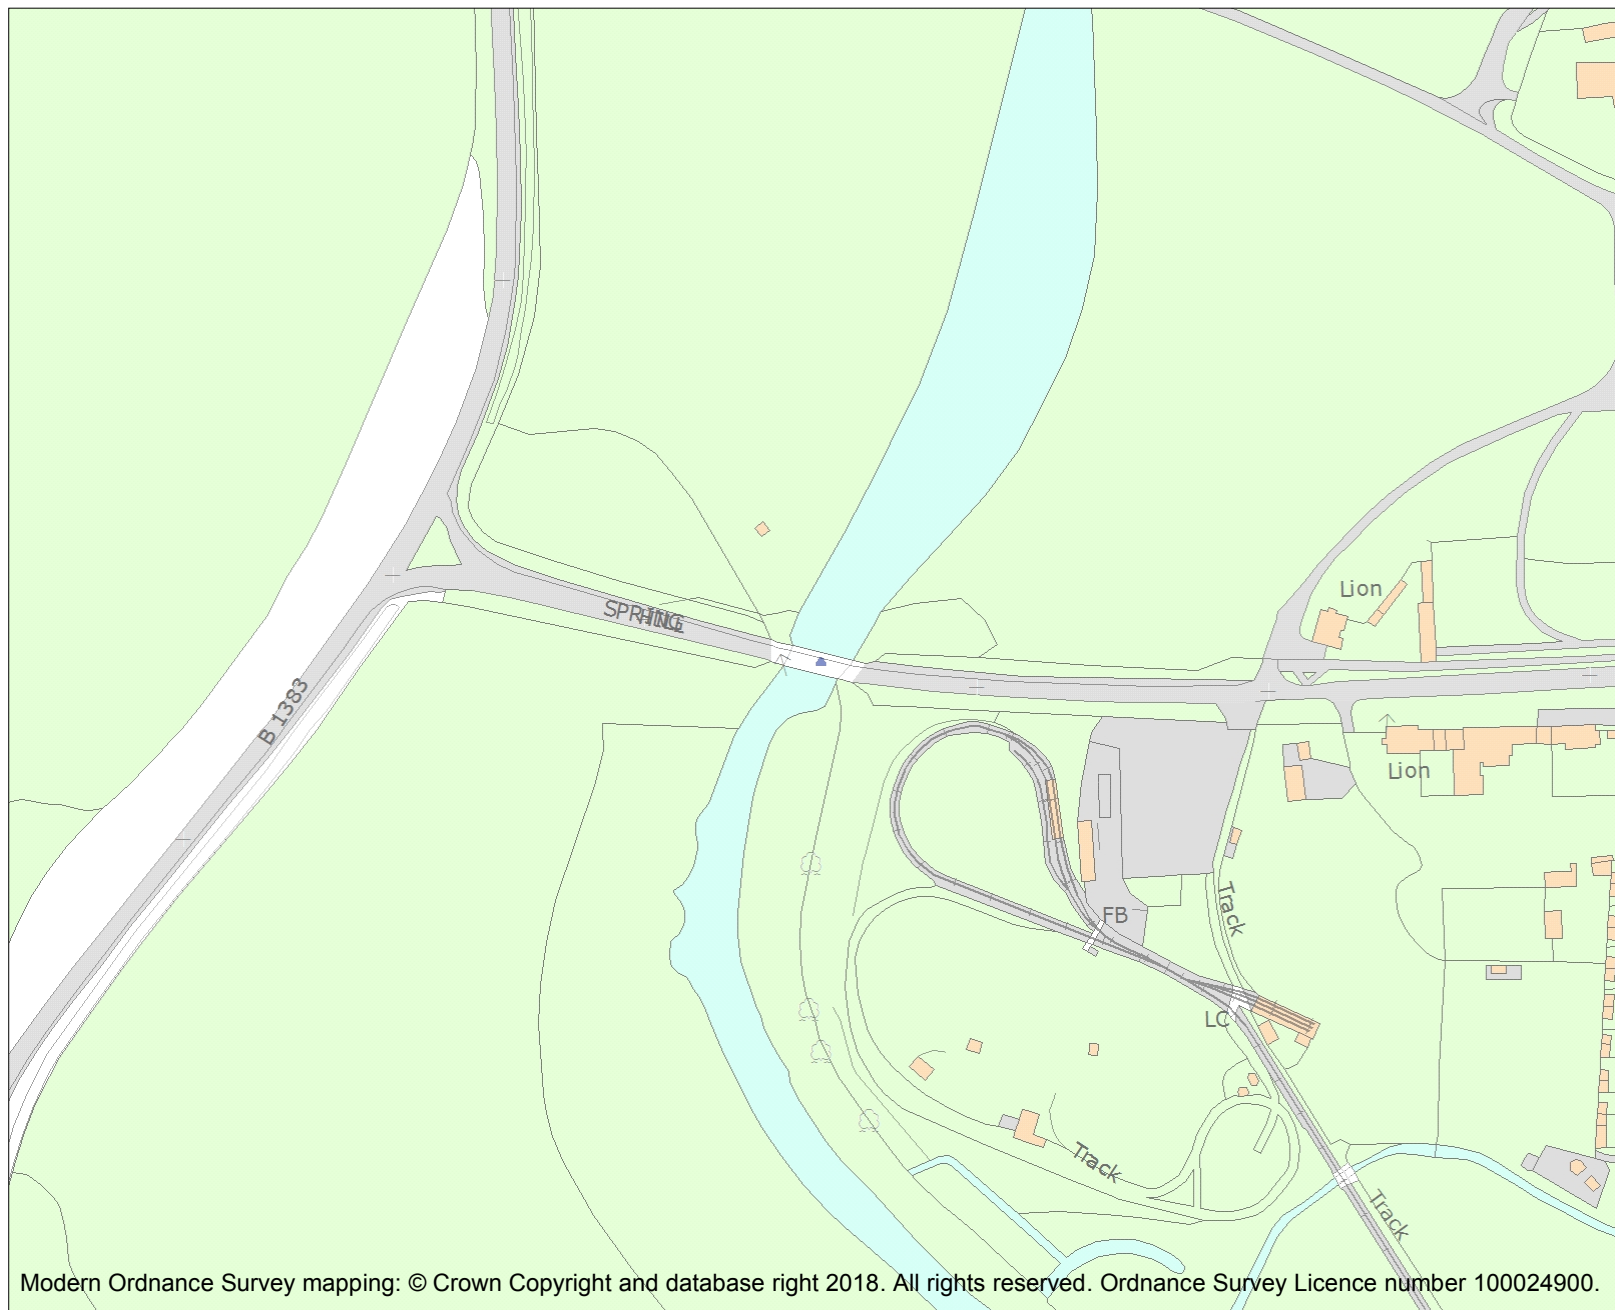 Lion
SPRING
HILL
B 1383
Lion
Track
FB
LC
Track
Track
Modern Ordnance Survey mapping: © Crown Copyright and database right 2018. All rights reserved. Ordnance Survey Licence number 100024900.